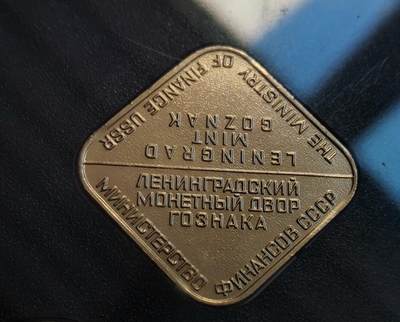 МИНИСТЕРСТВО ФИНАНСОВ СССР
ЛЕНИНГРАДСКИЙ
МОНЕТНЫЙ ДВОР
ГОЗНАКА
THE MINISTRY OF FINANCE USSR
LENINGRAD
MINT
GOZNAK